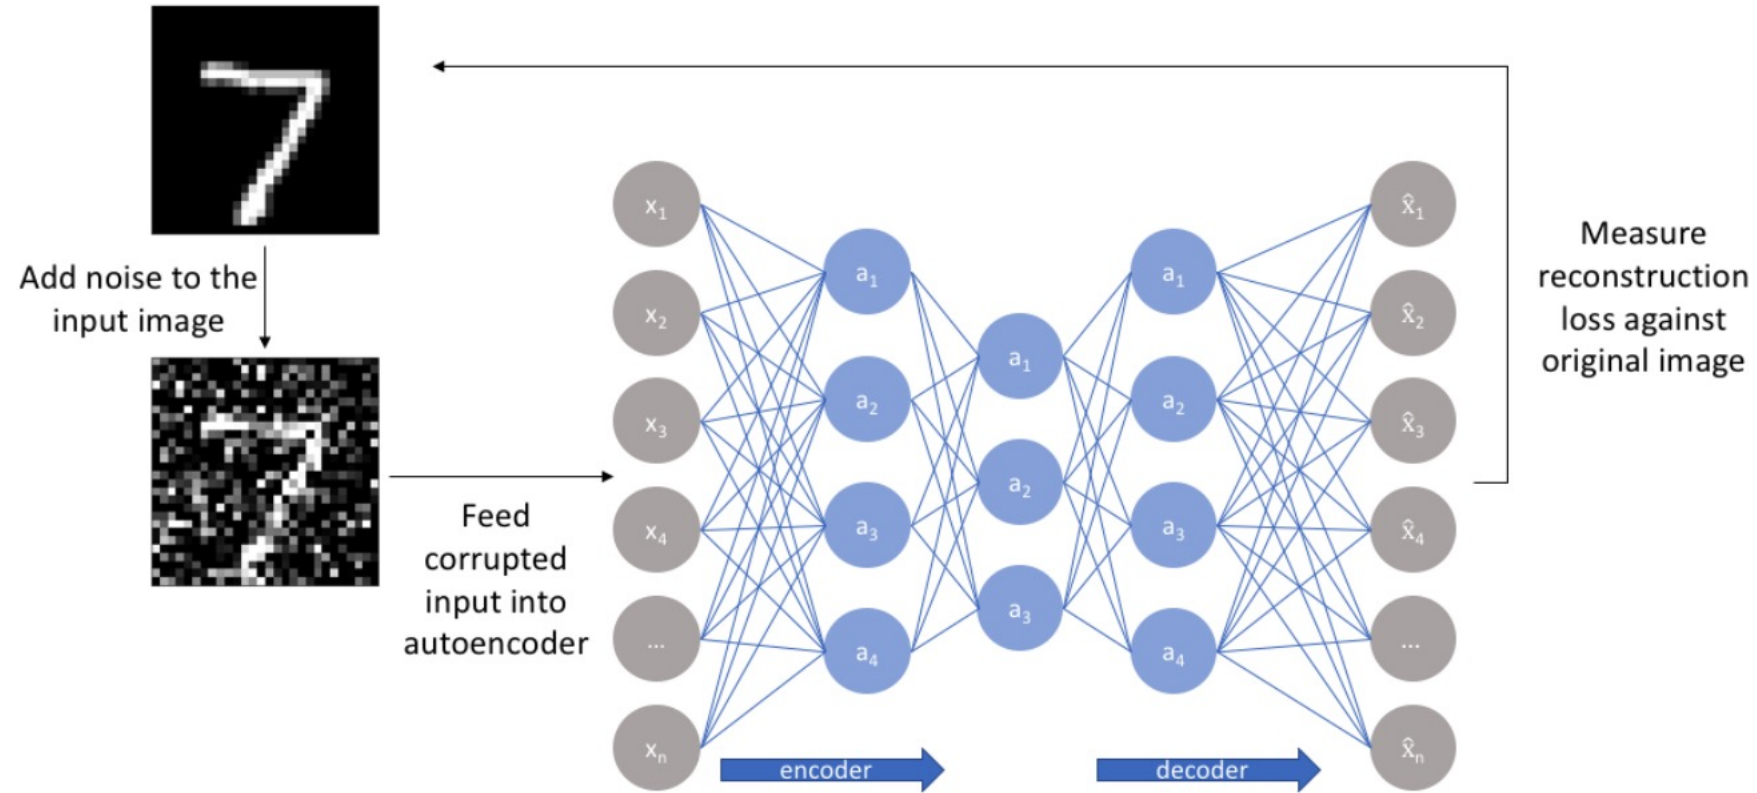 Add noise to the
input image
Feed
corrupted
input into
autoencoder
x₁
x₂
x₃
x₄
...
xₙ
a₁
a₂
a₃
a₄
a₁
a₂
a₃
a₁
a₂
a₃
a₄
x̂₁
x̂₂
x̂₃
x̂₄
...
x̂ₙ
encoder
decoder
Measure
reconstruction
loss against
original image